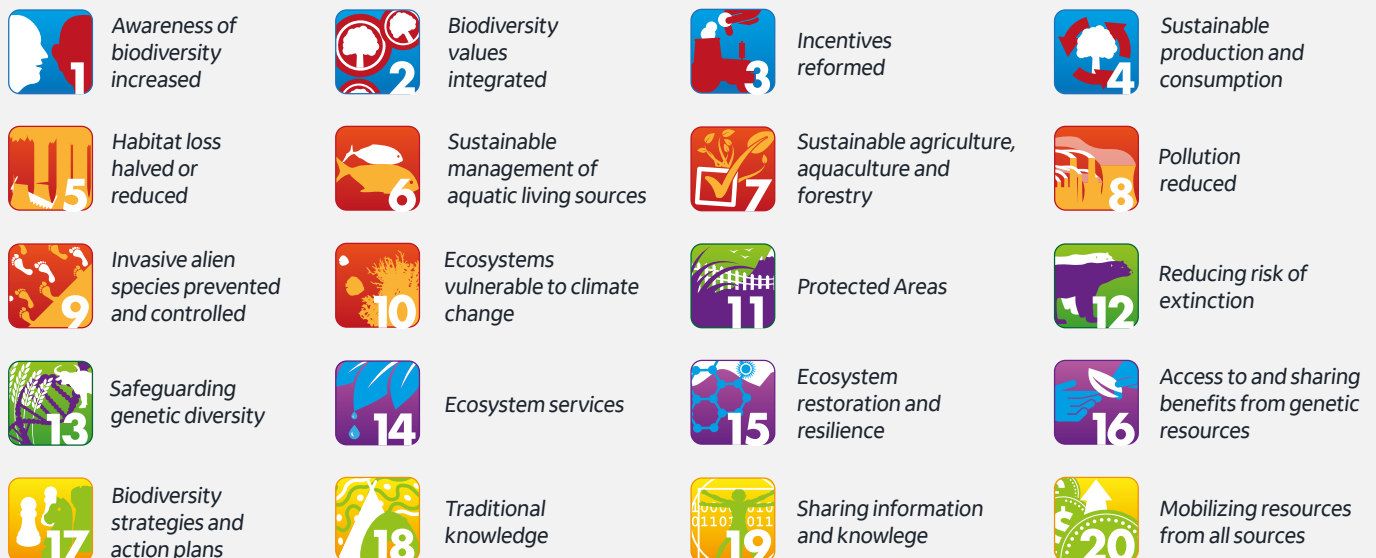 1
Awareness of
biodiversity
increased
2
Biodiversity
values
integrated
3
Incentives
reformed
4
Sustainable
production and
consumption
5
Habitat loss
halved or
reduced
6
Sustainable
management of
aquatic living sources
7
Sustainable agriculture,
aquaculture and
forestry
8
Pollution
reduced
9
Invasive alien
species prevented
and controlled
10
Ecosystems
vulnerable to climate
change
11
Protected Areas
12
Reducing risk of
extinction
13
Safeguarding
genetic diversity
14
Ecosystem services
15
Ecosystem
restoration and
resilience
16
Access to and sharing
benefits from genetic
resources
17
Biodiversity
strategies and
action plans
18
Traditional
knowledge
19
Sharing information
and knowlege
20
Mobilizing resources
from all sources